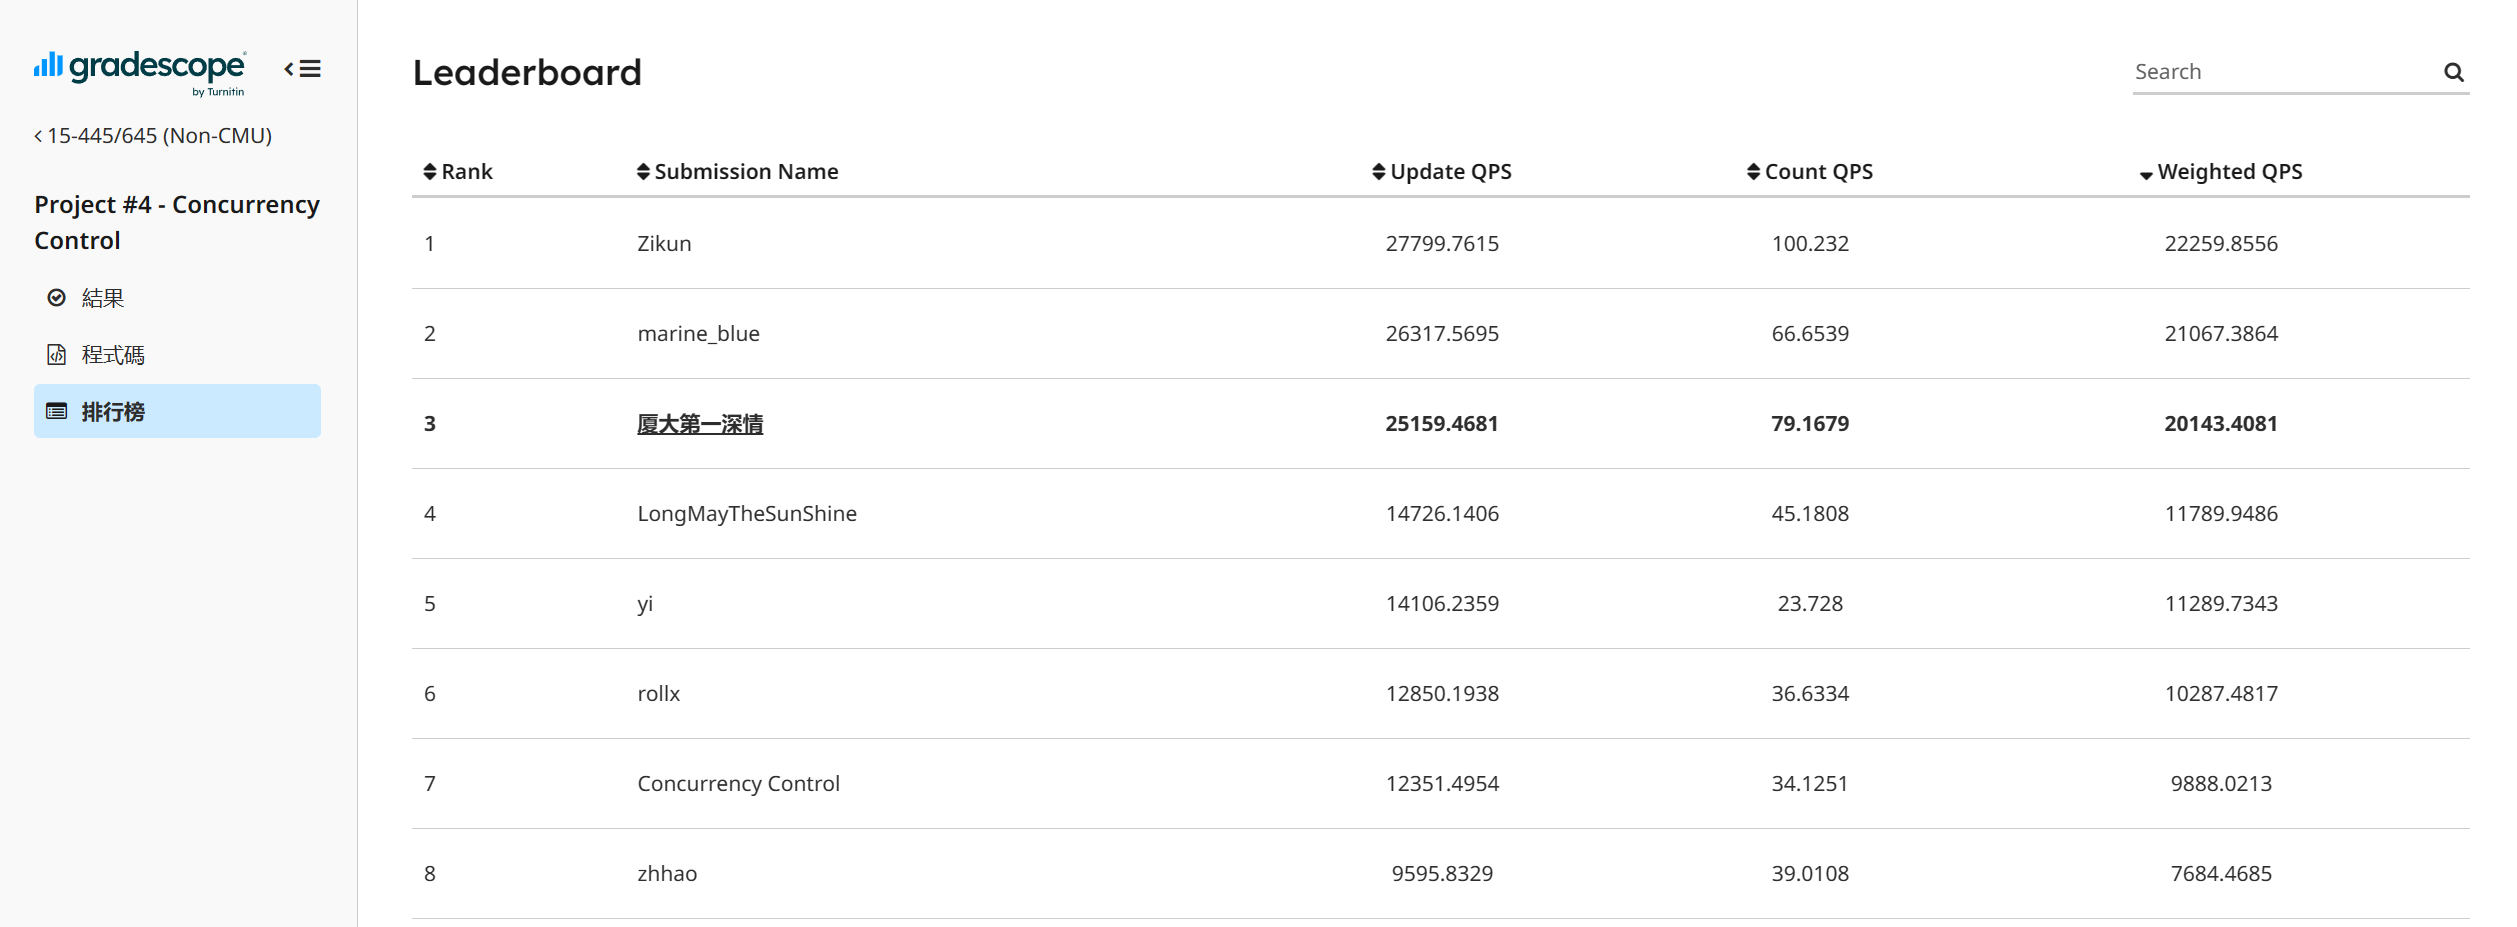 gradescope
by Turnitin
15-445/645 (Non-CMU)
Project #4 - Concurrency
Control
結果
程式碼
排行榜
Leaderboard
Search
Rank Submission Name Update QPS Count QPS Weighted QPS
1 Zikun 27799.7615 100.232 22259.8556
2 marine_blue 26317.5695 66.6539 21067.3864
3 厦大第一深情 25159.4681 79.1679 20143.4081
4 LongMayTheSunShine 14726.1406 45.1808 11789.9486
5 yi 14106.2359 23.728 11289.7343
6 rollx 12850.1938 36.6334 10287.4817
7 Concurrency Control 12351.4954 34.1251 9888.0213
8 zhhao 9595.8329 39.0108 7684.4685